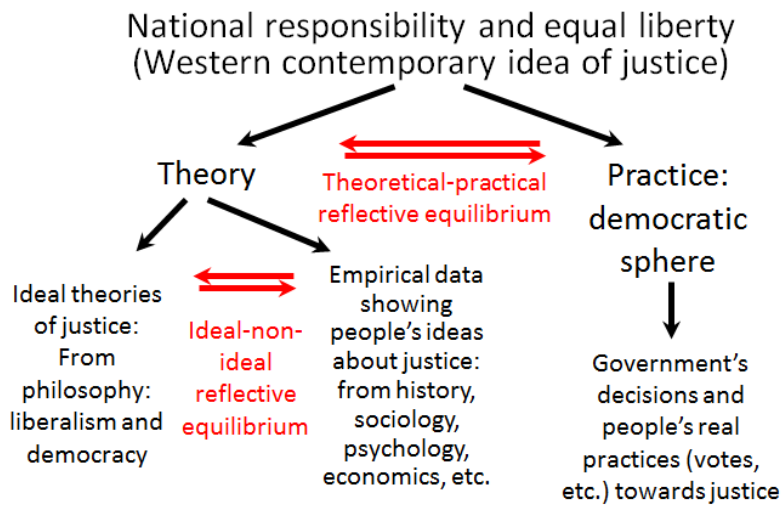 National responsibility and equal liberty
(Western contemporary idea of justice)
Theory
Theoretical-practical
reflective equilibrium
Practice:
democratic
sphere
Ideal theories
of justice:
From
philosophy:
liberalism and
democracy
Ideal-non-
ideal
reflective
equilibrium
Empirical data
showing
people's ideas
about justice:
from history,
sociology,
psychology,
economics, etc.
Government's
decisions and
people's real
practices (votes,
etc.) towards justice